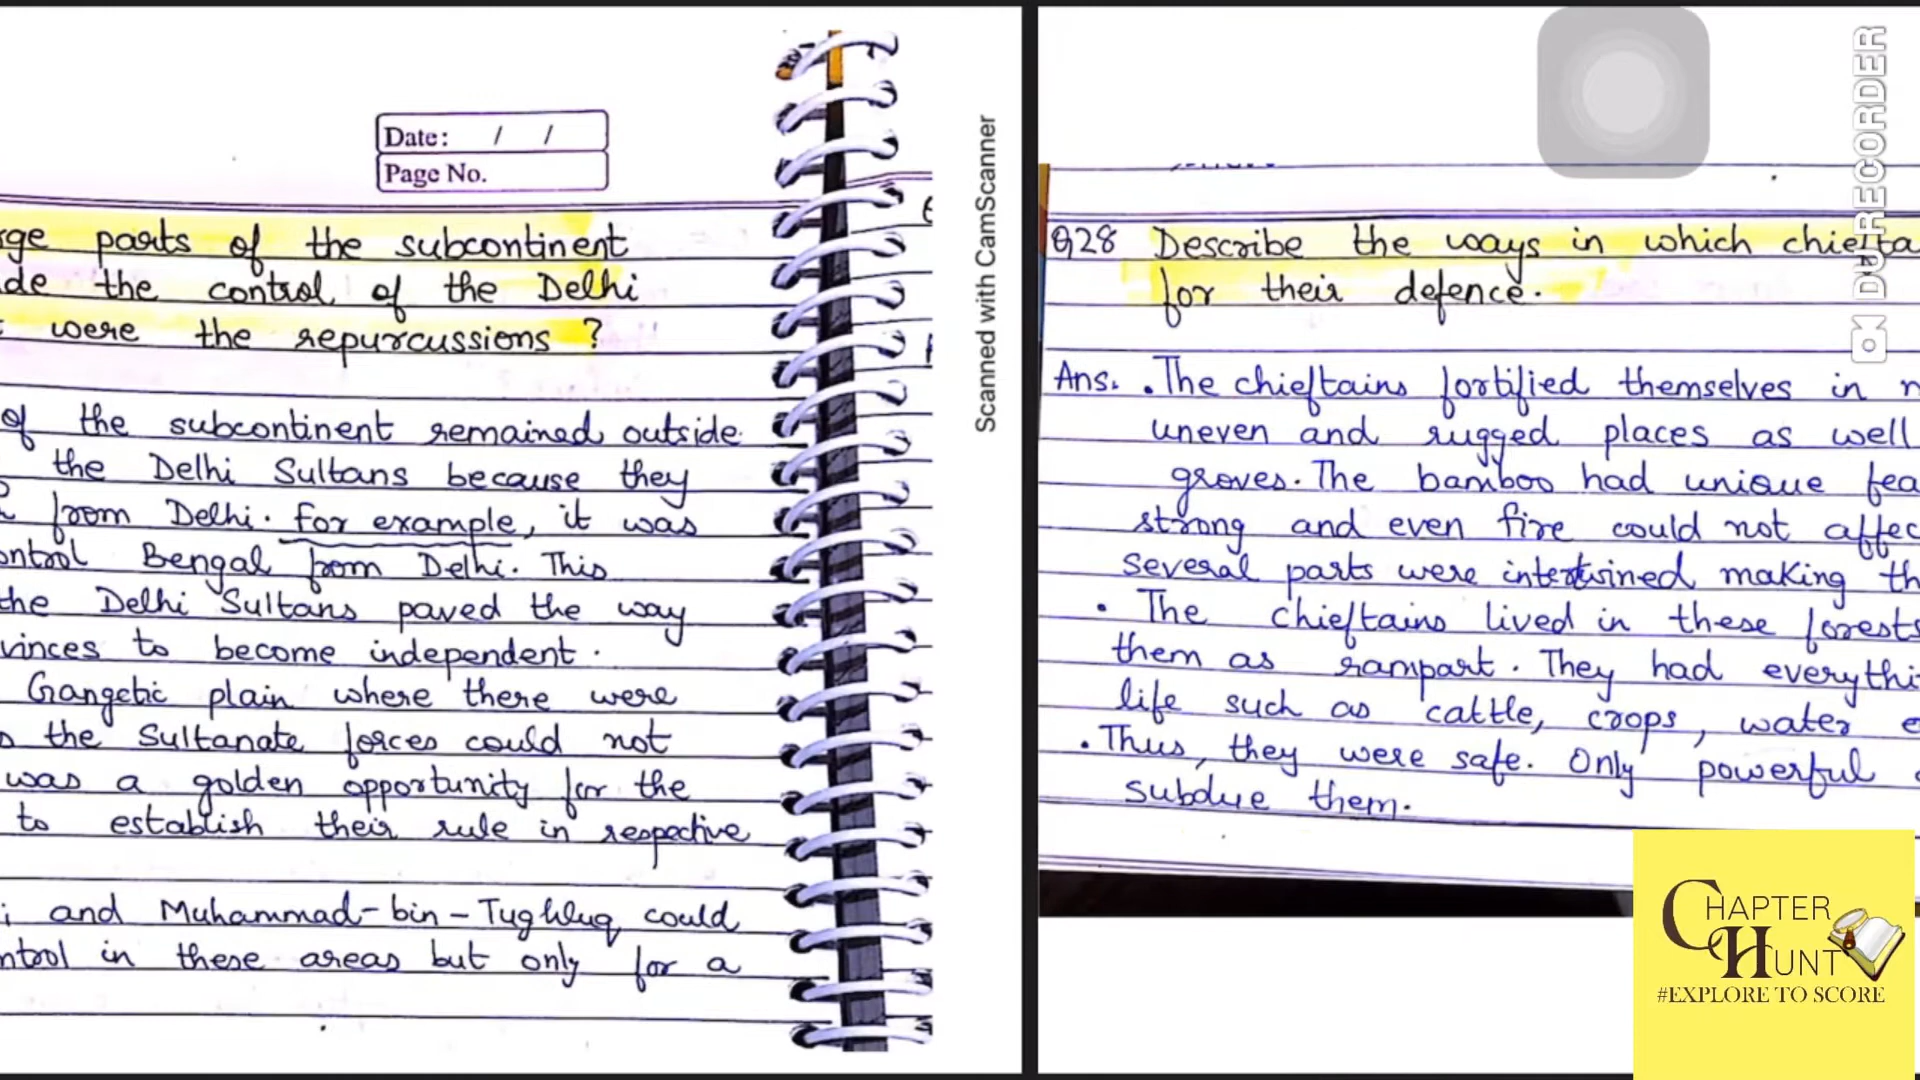 Date: / /
Page No.
rge parts of the subcontinent
de the control of the Delhi
were the repurcussions ?
of the subcontinent remained outside
the Delhi Sultans because they
from Delhi. For example, it was
ontrol Bengal from Delhi. This
the Delhi Sultans paved the way
vinces to become independent.
Gangetic plain where there were
the Sultanate forces could not
was a golden opportunity for the
to establish their rule in respective
i and Muhammad-bin-Tughluq could
ntrol in these areas but only for a
Scanned with CamScanner
Q28 Describe the ways in which chiefta
for their defence.
Ans. . The chieftains fortified themselves in
uneven and rugged places as well
groves. The bamboo had unique fea
strong and even fire could not affec
several parts were intertwined making th
. The chieftains lived in these forests
them as rampart. They had everythi
life such as cattle, crops, water e
. Thus, they were safe. Only powerful
subdue them.
DU RECORDER
CHAPTER
HUNT
#EXPLORE TO SCORE